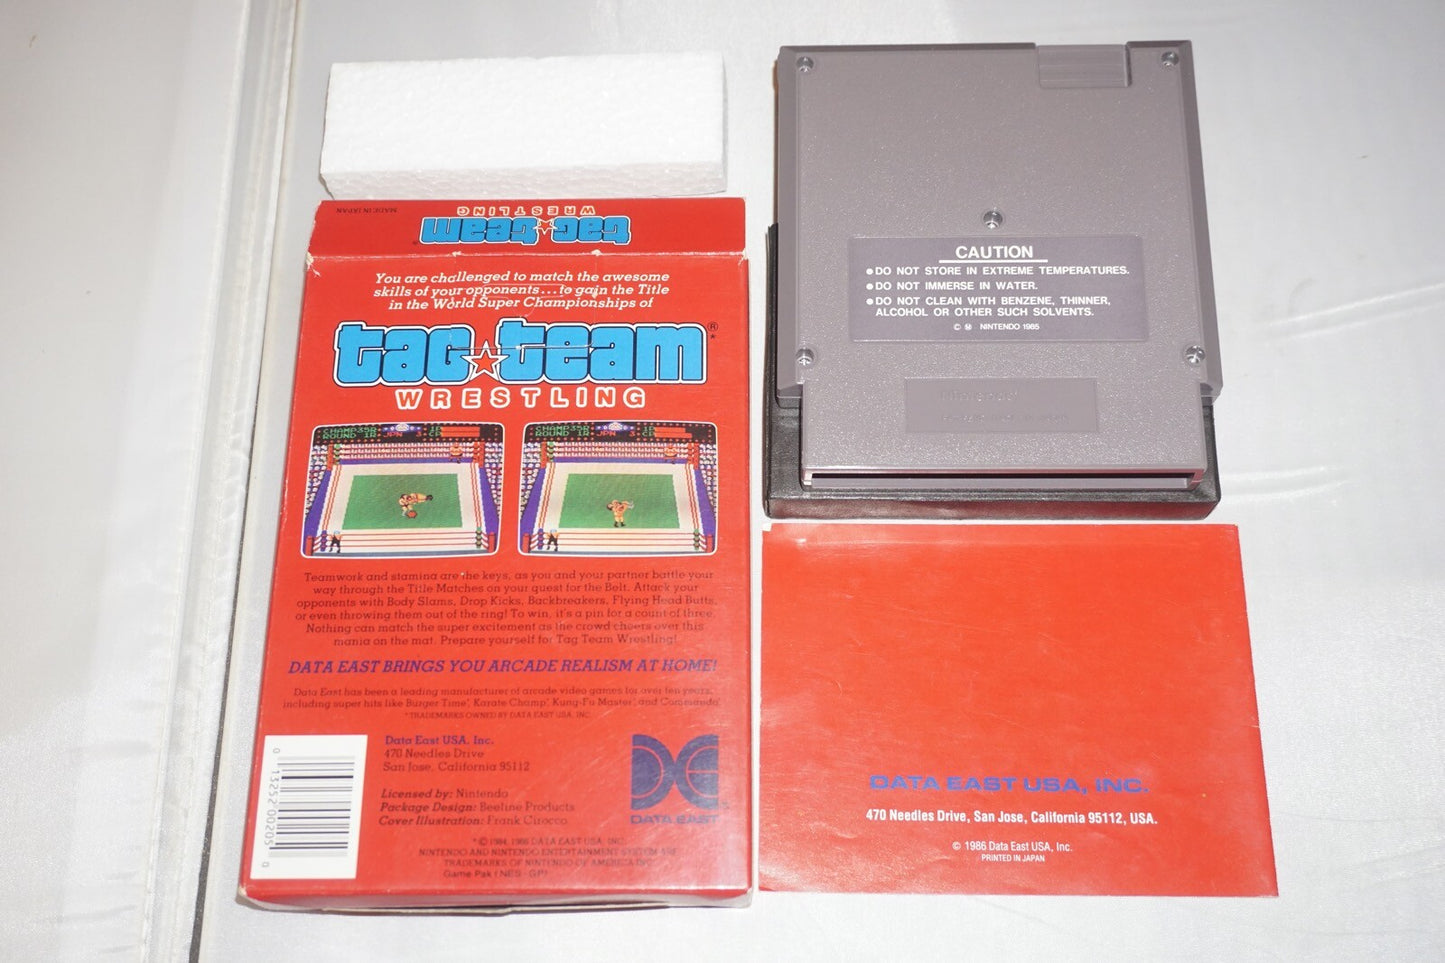 MADE IN JAPAN
WRESTLING
tag team
You are challenged to match the awesome
skills of your opponents...to gain the Title
in the World Super Championships of
tag team®
WRESTLING
ROUND 1R JPN
ROUND 1R JPN
Teamwork and stamina are the keys, as you and your partner battle your
way through the Title Matches on your quest for the Belt. Attack your
opponents with Body Slams, Drop Kicks, Backbreakers, Flying Head Butts,
or even throwing them out of the ring! To win, it's a pin for a count of three.
Nothing can match the super excitement as the crowd cheers over this
mania on the mat. Prepare yourself for Tag Team Wrestling!
DATA EAST BRINGS YOU ARCADE REALISM AT HOME!
Data East has been a leading manufacturer of arcade video games for over ten years,
including super hits like Burger Time*, Karate Champ*, Kung-Fu Master*, and Commando*
* TRADEMARKS OWNED BY DATA EAST USA, INC.
0 13252 00205 0
Data East USA, Inc.
470 Needles Drive
San Jose, California 95112
Licensed by: Nintendo
Package Design: Beeline Products
Cover Illustration: Frank Cirocco
DATA EAST
* © 1984, 1986 DATA EAST USA, INC.
NINTENDO AND NINTENDO ENTERTAINMENT SYSTEM ARE
TRADEMARKS OF NINTENDO OF AMERICA INC.
Game Pak (NES-GP)
CAUTION
● DO NOT STORE IN EXTREME TEMPERATURES.
● DO NOT IMMERSE IN WATER.
● DO NOT CLEAN WITH BENZENE, THINNER,
ALCOHOL OR OTHER SUCH SOLVENTS.
© Ⓜ NINTENDO 1985
Nintendo
DATA EAST USA, INC.
470 Needles Drive, San Jose, California 95112, USA.
© 1986 Data East USA, Inc.
PRINTED IN JAPAN